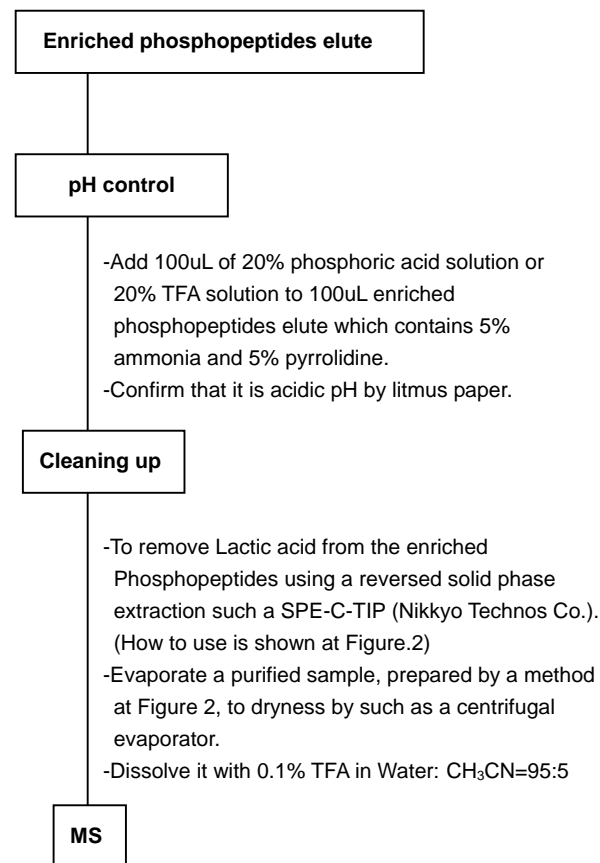 Enriched phosphopeptides elute
pH control
-Add 100uL of 20% phosphoric acid solution or
20% TFA solution to 100uL enriched
phosphopeptides elute which contains 5%
ammonia and 5% pyrrolidine.
-Confirm that it is acidic pH by litmus paper.
Cleaning up
-To remove Lactic acid from the enriched
Phosphopeptides using a reversed solid phase
extraction such a SPE-C-TIP (Nikkyo Technos Co.).
(How to use is shown at Figure.2)
-Evaporate a purified sample, prepared by a method
at Figure 2, to dryness by such as a centrifugal
evaporator.
-Dissolve it with 0.1% TFA in Water: CH₃CN=95:5
MS